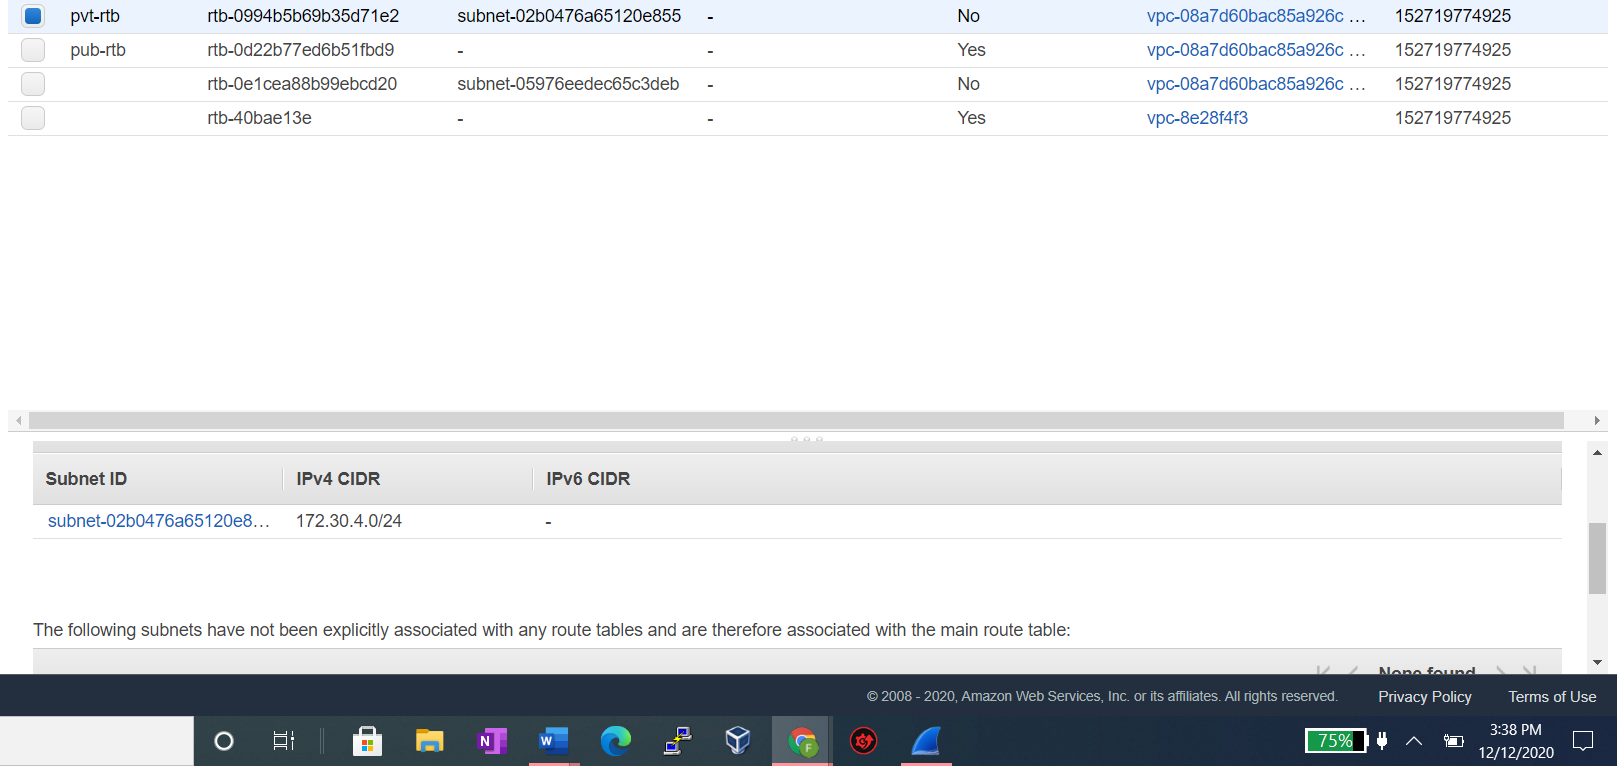 pvt-rtb rtb-0994b5b69b35d71e2 subnet-02b0476a65120e855 - No vpc-08a7d60bac85a926c ... 152719774925
pub-rtb rtb-0d22b77ed6b51fbd9 - - Yes vpc-08a7d60bac85a926c ... 152719774925
rtb-0e1cea88b99ebcd20 subnet-05976eedec65c3deb - No vpc-08a7d60bac85a926c ... 152719774925
rtb-40bae13e - - Yes vpc-8e28f4f3 152719774925
Subnet ID IPv4 CIDR IPv6 CIDR
subnet-02b0476a65120e8... 172.30.4.0/24 -
The following subnets have not been explicitly associated with any route tables and are therefore associated with the main route table:
None found
© 2008 - 2020, Amazon Web Services, Inc. or its affiliates. All rights reserved. Privacy Policy Terms of Use
N W F 75% 3:38 PM
12/12/2020